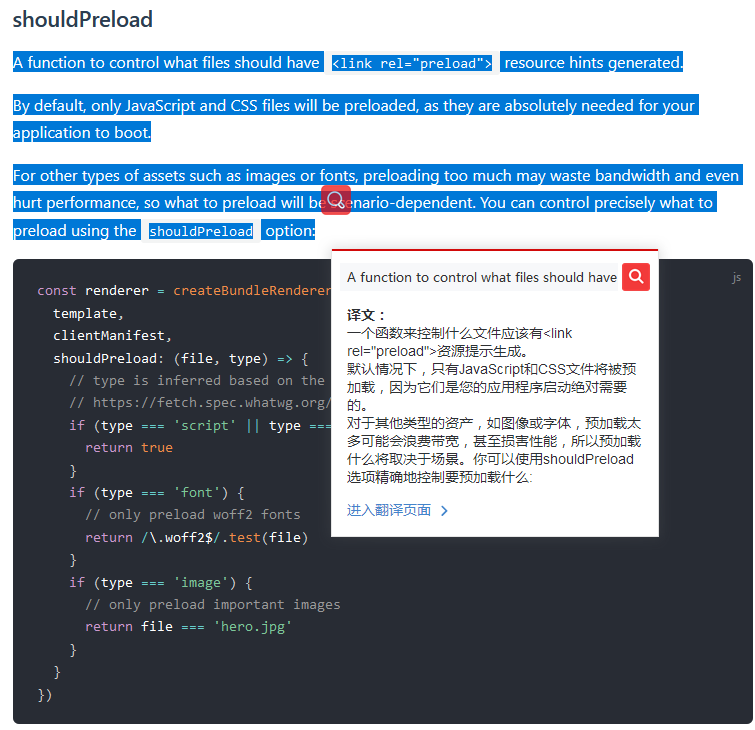 shouldPreload
A function to control what files should have <link rel="preload"> resource hints generated.
By default, only JavaScript and CSS files will be preloaded, as they are absolutely needed for your
application to boot.
For other types of assets such as images or fonts, preloading too much may waste bandwidth and even
hurt performance, so what to preload will be scenario-dependent. You can control precisely what to
preload using the shouldPreload option:
js
const renderer = createBundleRenderer
template,
clientManifest,
shouldPreload: (file, type) => {
// type is inferred based on the
// https://fetch.spec.whatwg.org/
if (type === 'script' || type ===
return true
}
if (type === 'font') {
// only preload woff2 fonts
return /\.woff2$/.test(file)
}
if (type === 'image') {
// only preload important images
return file === 'hero.jpg'
}
}
})
A function to control what files should have
译文：
一个函数来控制什么文件应该有<link
rel="preload">资源提示生成。
默认情况下，只有JavaScript和CSS文件将被预
加载，因为它们是您的应用程序启动绝对需要
的。
对于其他类型的资产，如图像或字体，预加载太
多可能会浪费带宽，甚至损害性能，所以预加载
什么将取决于场景。你可以使用shouldPreload
选项精确地控制要预加载什么:
进入翻译页面